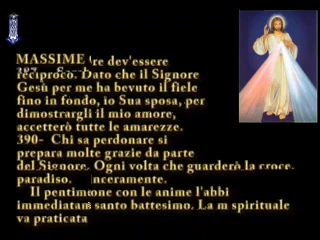 MASSIME re dev'essere
reciproco. Dato che il Signore
Gesù per me ha bevuto il fiele
fino in fondo, io Sua sposa, per
dimostrargli il mio amore,
accetterò tutte le amarezze.
390- Chi sa perdonare si
prepara molte grazie da parte
del Signore. Ogni volta che guarderò la croce,
paradiso. inceramente.
Il pentimeone con le anime l'abbi
immediatam santo battesimo. La m spirituale
va praticata